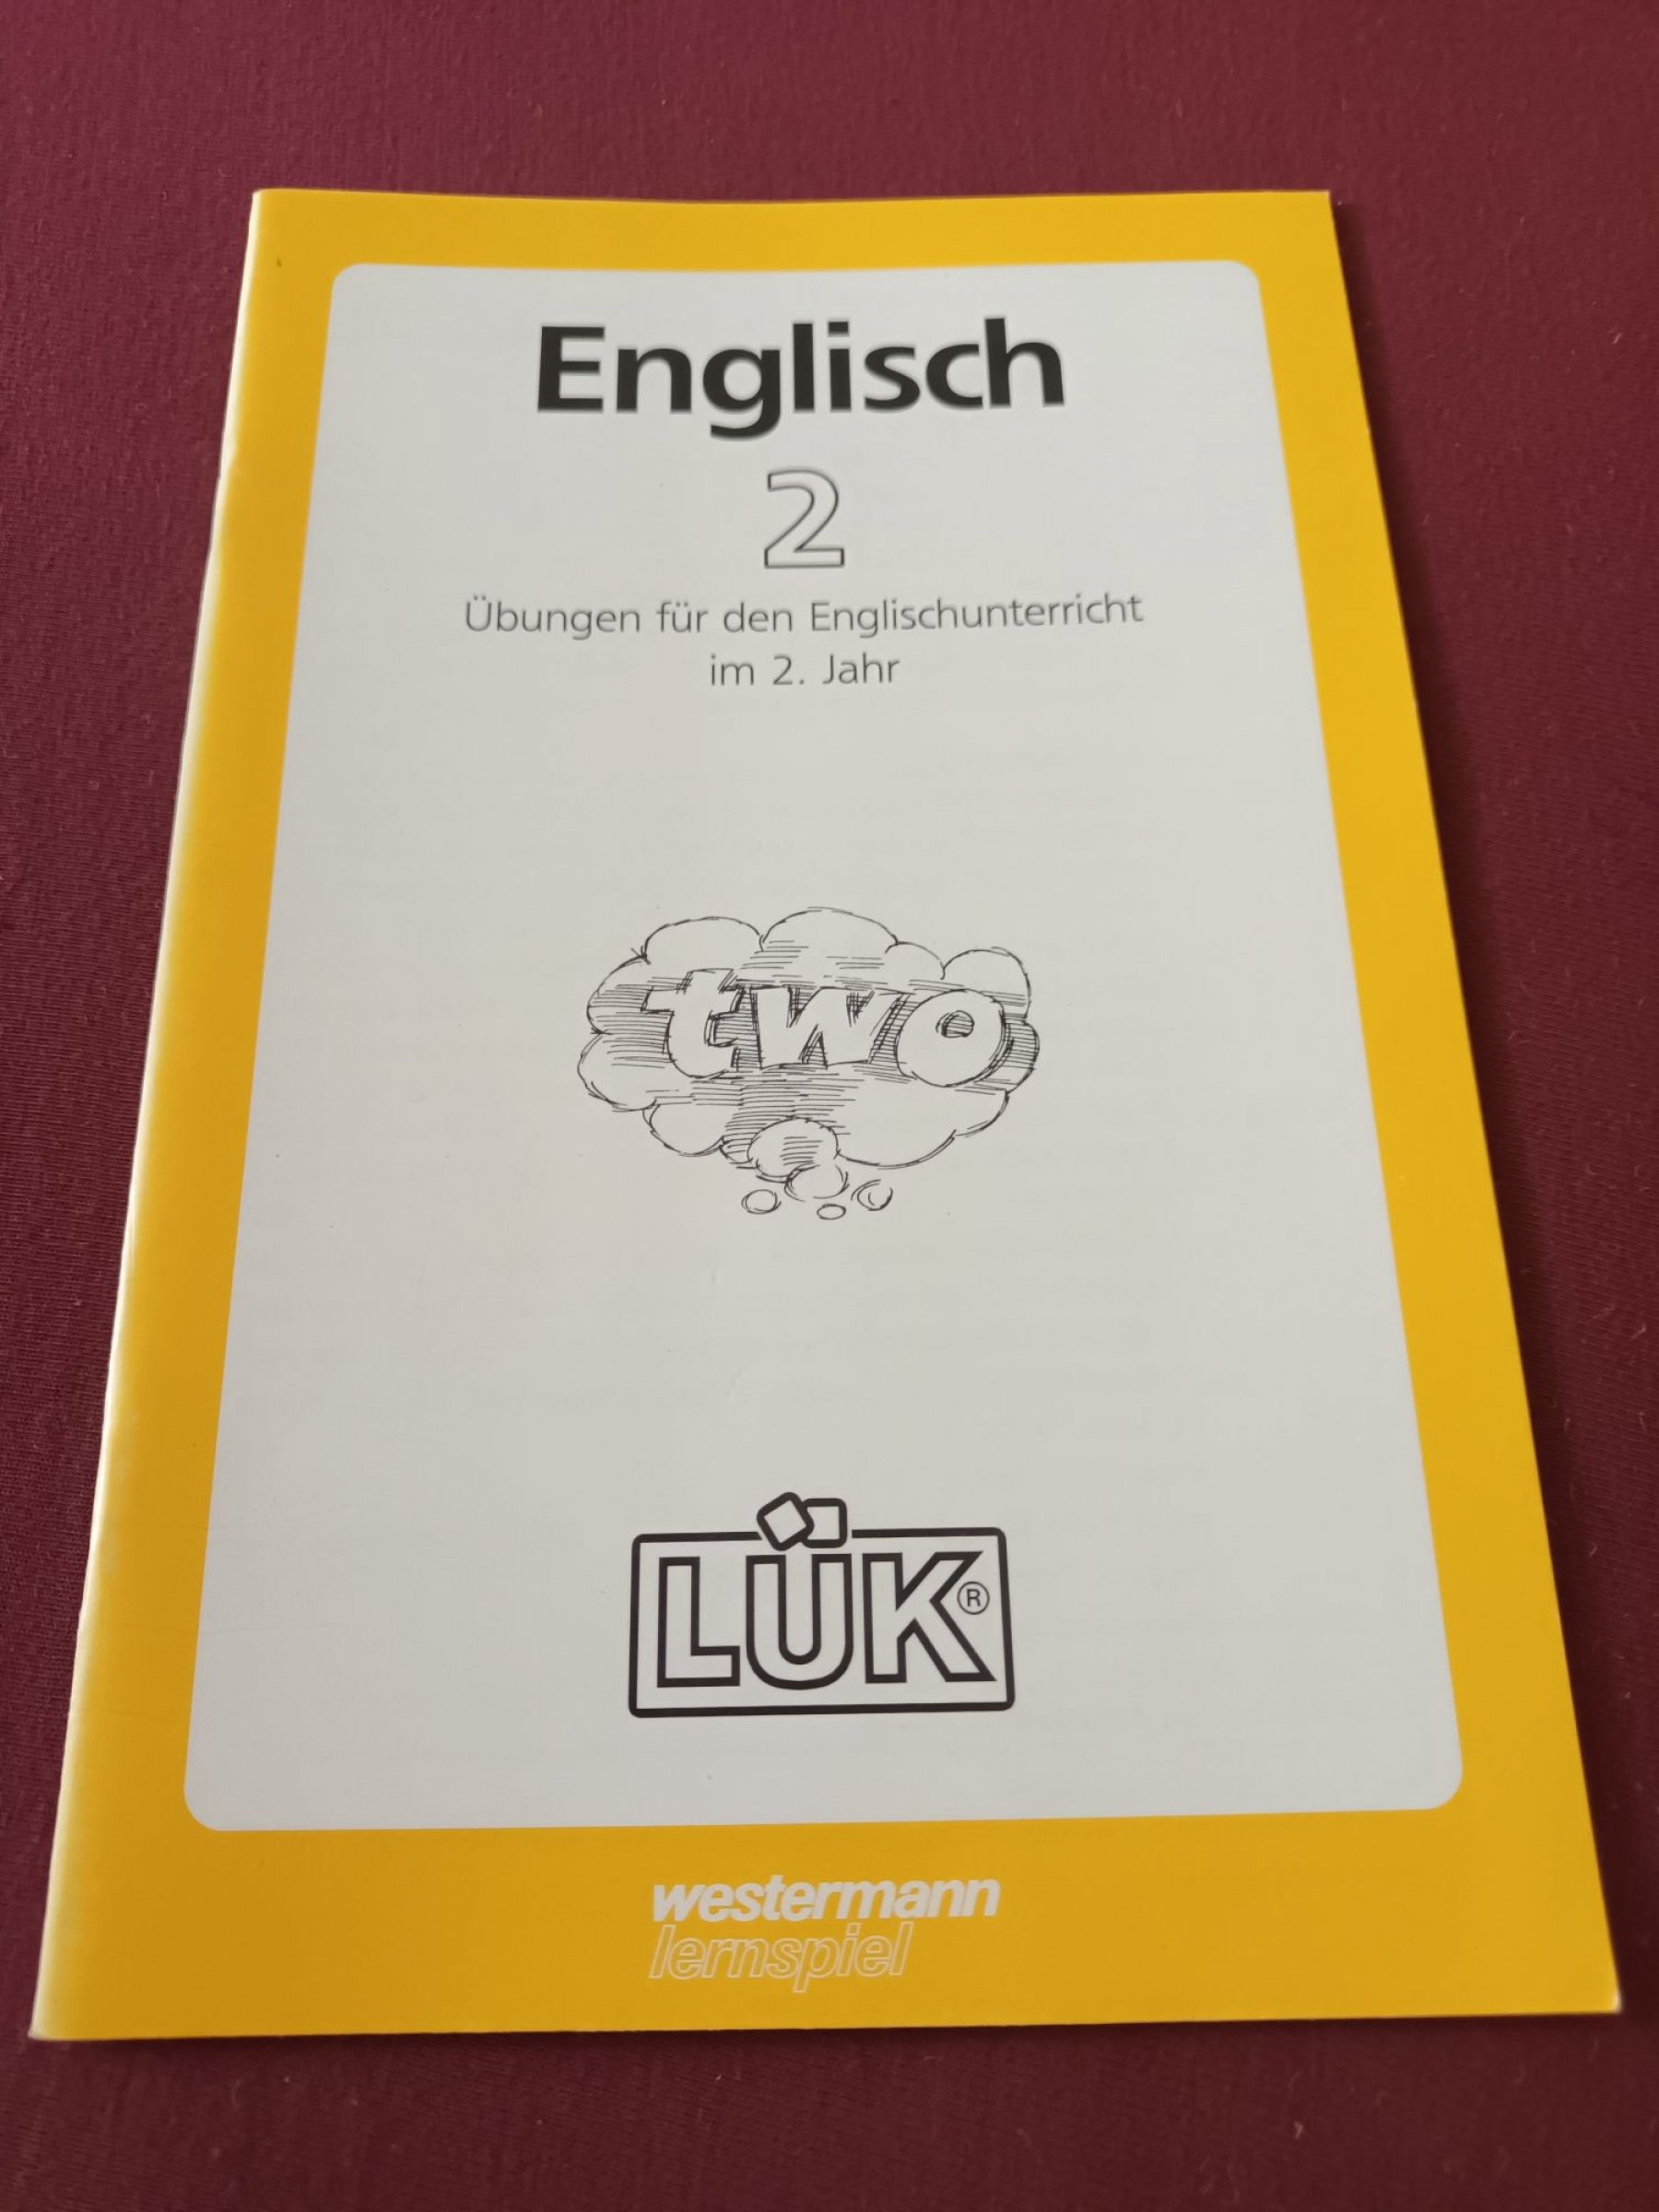 Englisch
2
Übungen für den Englischunterricht
im 2. Jahr
two
LÜK®
westermann
lernspiel